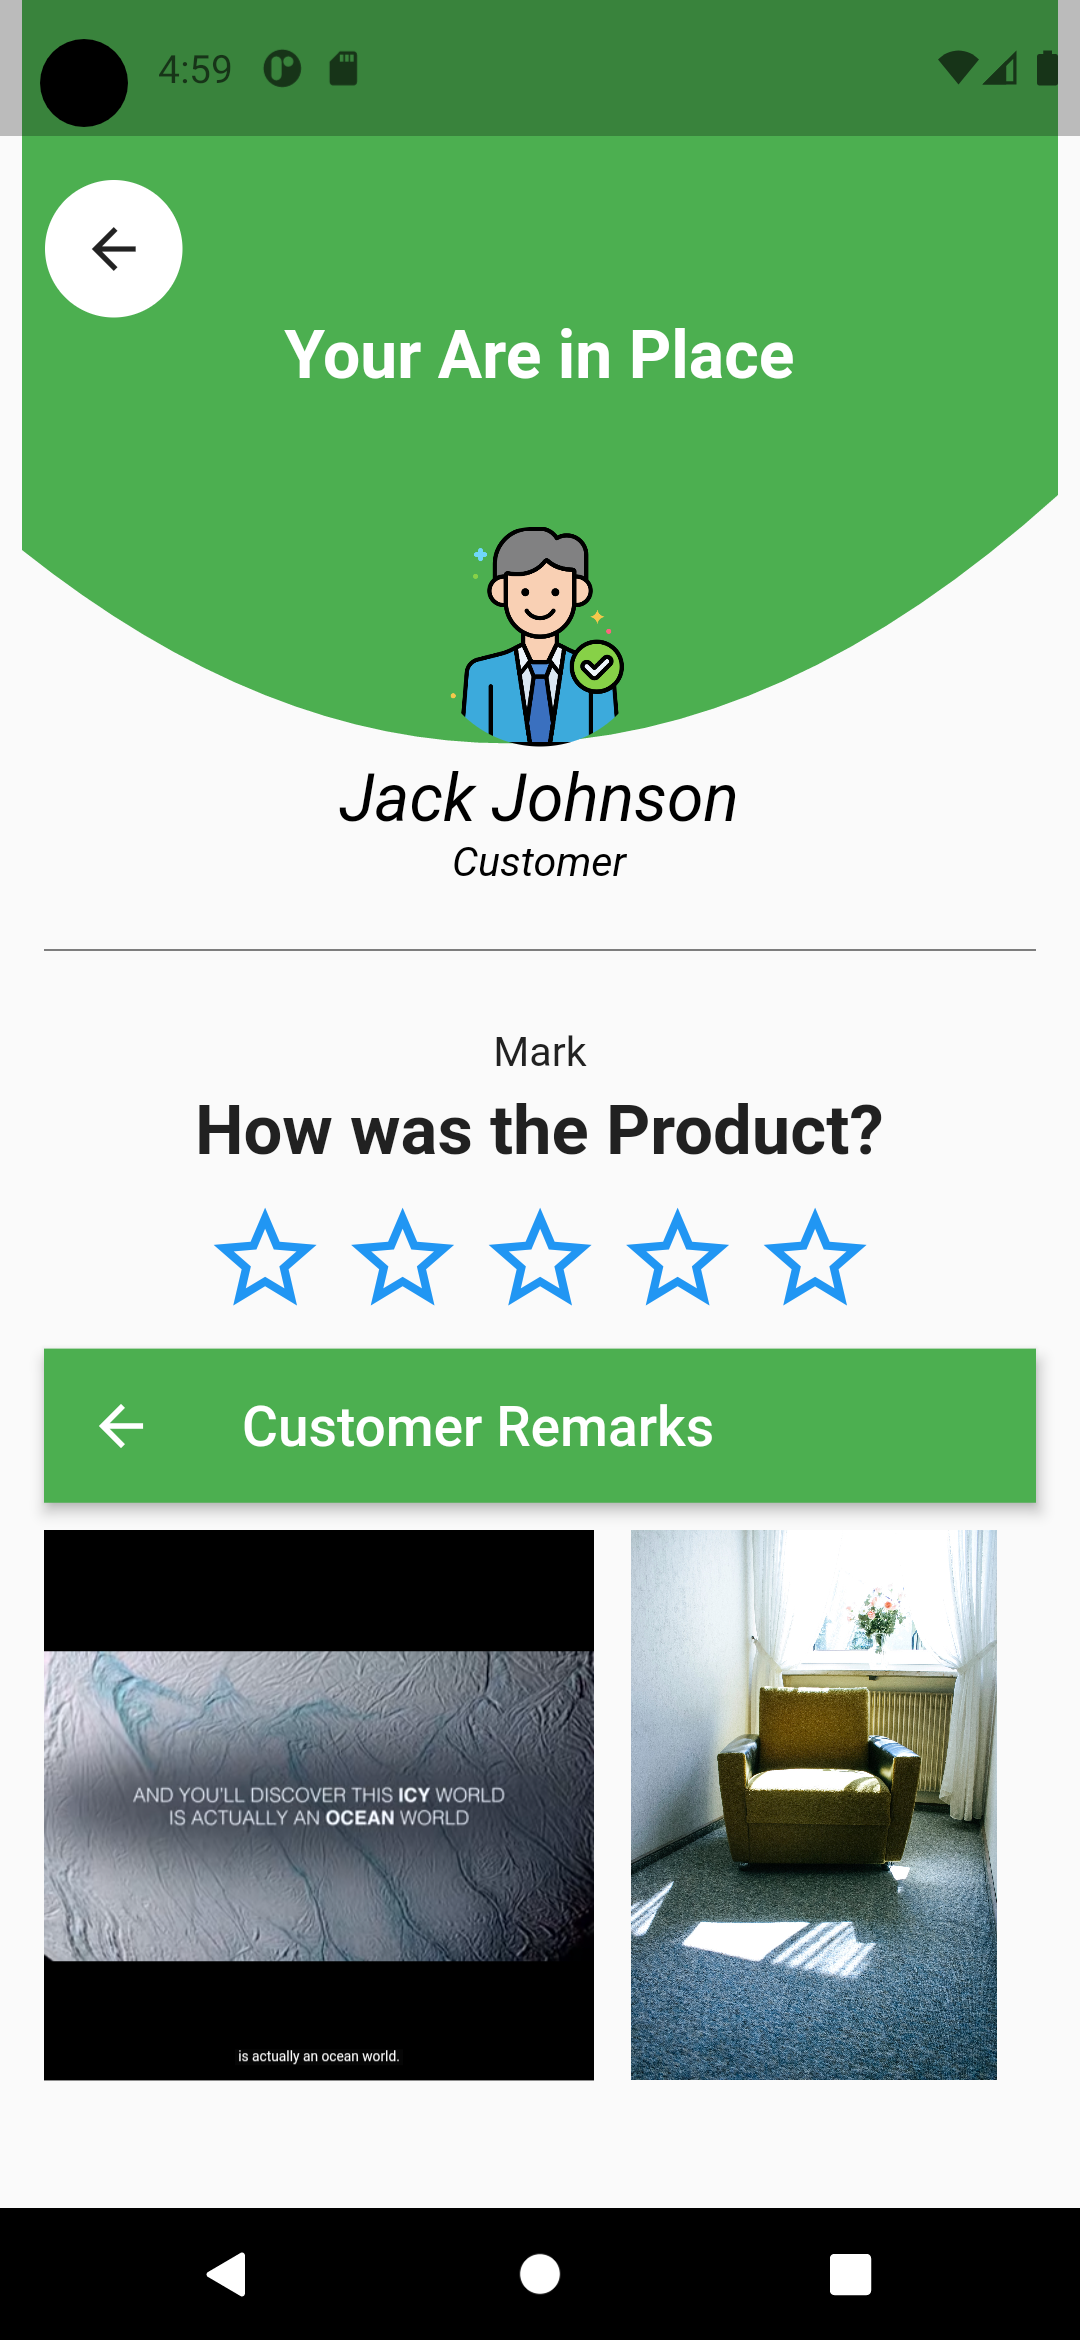 4:59
Your Are in Place
Jack Johnson
Customer
Mark
How was the Product?
Customer Remarks
AND YOU'LL DISCOVER THIS ICY WORLD
IS ACTUALLY AN OCEAN WORLD
is actually an ocean world.